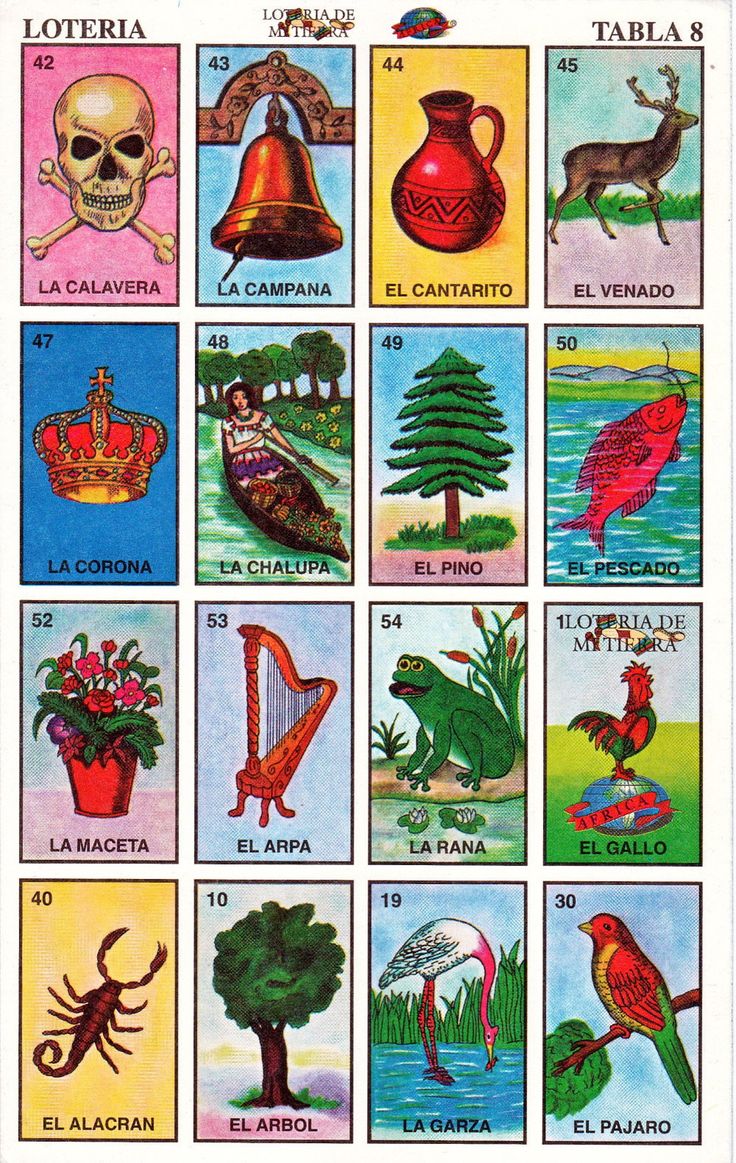 LOTERIA
LOTERIA DE
MI TIERRA
AFRICA
TABLA 8
42
LA CALAVERA
43
LA CAMPANA
44
EL CANTARITO
45
EL VENADO
47
LA CORONA
48
LA CHALUPA
49
EL PINO
50
EL PESCADO
52
LA MACETA
53
EL ARPA
54
LA RANA
1
LOTERIA DE
MI TIERRA
AFRICA
EL GALLO
40
EL ALACRAN
10
EL ARBOL
19
LA GARZA
30
EL PAJARO